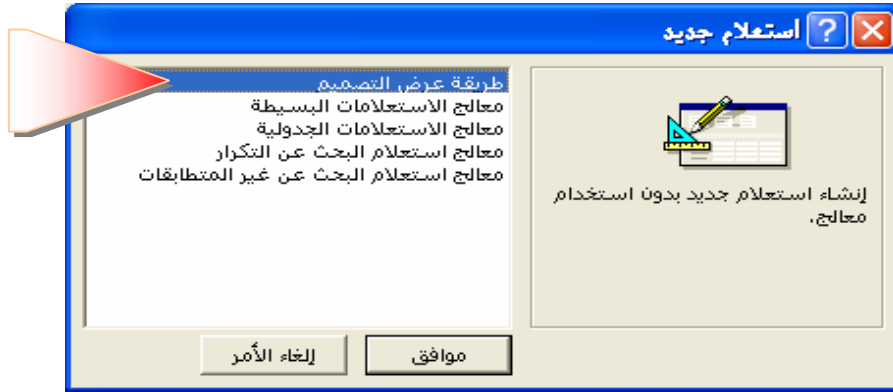 استعلام جديد
طريقة عرض التصميم
معالج الاستعلامات البسيطة
معالج الاستعلامات الجدولية
معالج استعلام البحث عن التكرار
معالج استعلام البحث عن غير المتطابقات
إنشاء استعلام جديد بدون استخدام
معالج.
موافق
إلغاء الأمر